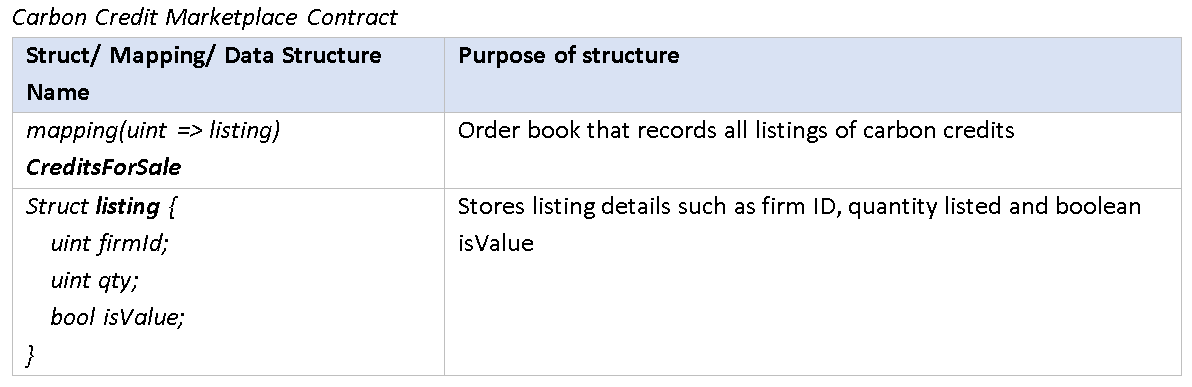 Carbon Credit Marketplace Contract
Struct/ Mapping/ Data Structure
Name
Purpose of structure
mapping(uint => listing)
CreditsForSale
Order book that records all listings of carbon credits
Struct listing {
uint firmId;
uint qty;
bool isValue;
}
Stores listing details such as firm ID, quantity listed and boolean
isValue